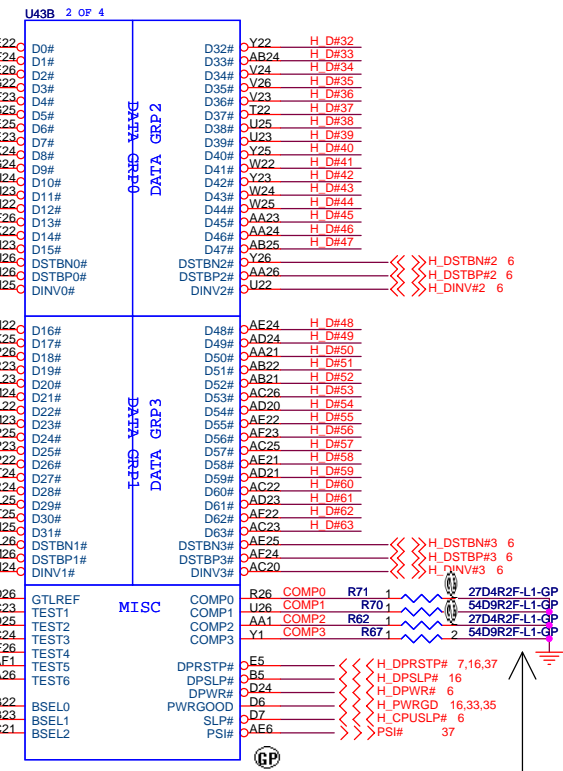 U43B 2 OF 4
D0# D32# Y22 H_D#32
D1# D33# AB24 H_D#33
D2# D34# V24 H_D#34
D3# D35# V26 H_D#35
D4# D36# V23 H_D#36
D5# D37# T22 H_D#37
D6# D38# U25 H_D#38
D7# D39# U23 H_D#39
D8# D40# Y25 H_D#40
D9# D41# W22 H_D#41
D10# D42# Y23 H_D#42
D11# D43# W24 H_D#43
D12# D44# W25 H_D#44
D13# D45# AA23 H_D#45
D14# D46# AA24 H_D#46
D15# D47# AB25 H_D#47
DSTBN0# DSTBN2# Y26 H_DSTBN#2 6
DSTBP0# DSTBP2# AA26 H_DSTBP#2 6
DINV0# DINV2# U22 H_DINV#2 6
DATA GRP0
DATA GRP2
D16# D48# AE24 H_D#48
D17# D49# AD24 H_D#49
D18# D50# AA21 H_D#50
D19# D51# AB22 H_D#51
D20# D52# AB21 H_D#52
D21# D53# AC26 H_D#53
D22# D54# AD20 H_D#54
D23# D55# AE22 H_D#55
D24# D56# AF23 H_D#56
D25# D57# AC25 H_D#57
D26# D58# AE21 H_D#58
D27# D59# AD21 H_D#59
D28# D60# AC22 H_D#60
D29# D61# AD23 H_D#61
D30# D62# AF22 H_D#62
D31# D63# AC23 H_D#63
DSTBN1# DSTBN3# AE25 H_DSTBN#3 6
DSTBP1# DSTBP3# AF24 H_DSTBP#3 6
DINV1# DINV3# AC20 H_DINV#3 6
DATA GRP1
DATA GRP3
MISC
GTLREF COMP0 R26 COMP0 R71 1 2 27D4R2F-L1-GP
TEST1 COMP1 U26 COMP1 R70 1 54D9R2F-L1-GP
TEST2 COMP2 AA1 COMP2 R62 1 2 27D4R2F-L1-GP
TEST3 COMP3 Y1 COMP3 R67 1 2 54D9R2F-L1-GP
TEST4
TEST5 DPRSTP# E5 H_DPRSTP# 7,16,37
TEST6 DPSLP# B5 H_DPSLP# 16
DPWR# D24 H_DPWR# 6
BSEL0 PWRGOOD D6 H_PWRGD 16,33,35
BSEL1 SLP# D7 H_CPUSLP# 6
BSEL2 PSI# AE6 PSI# 37
GP